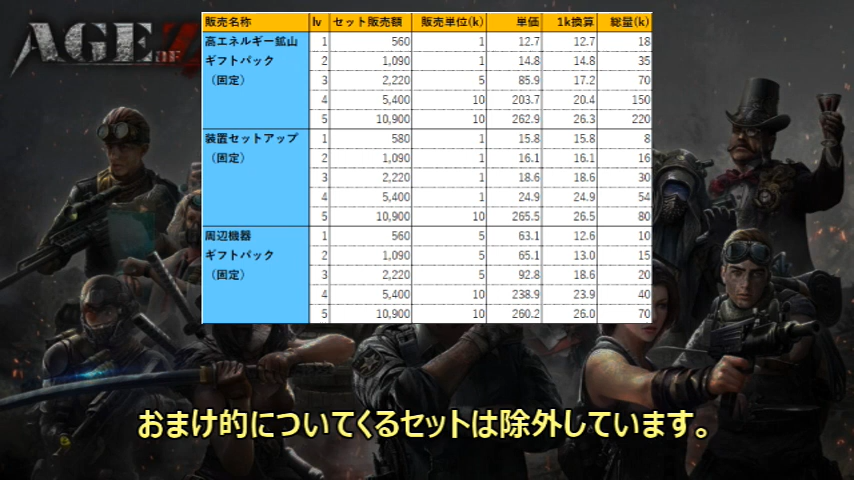 AGE OF Z
販売名称 lv セット販売額 販売単位(k) 単価 1k換算 総量(k)
高エネルギー鉱山 1 560 1 12.7 12.7 18
ギフトパック 2 1,090 1 14.8 14.8 35
（固定） 3 2,220 5 85.9 17.2 70
4 5,400 10 203.7 20.4 150
5 10,900 10 262.9 26.3 220
装置セットアップ 1 580 1 15.8 15.8 8
（固定） 2 1,090 1 16.1 16.1 16
3 2,220 1 18.6 18.6 30
4 5,400 1 24.9 24.9 54
5 10,900 10 265.5 26.5 80
周辺機器 1 560 5 63.1 12.6 10
ギフトパック 2 1,090 5 65.1 13.0 15
（固定） 3 2,220 5 92.8 18.6 20
4 5,400 10 238.9 23.9 40
5 10,900 10 260.2 26.0 70
おまけ的についてくるセットは除外しています。